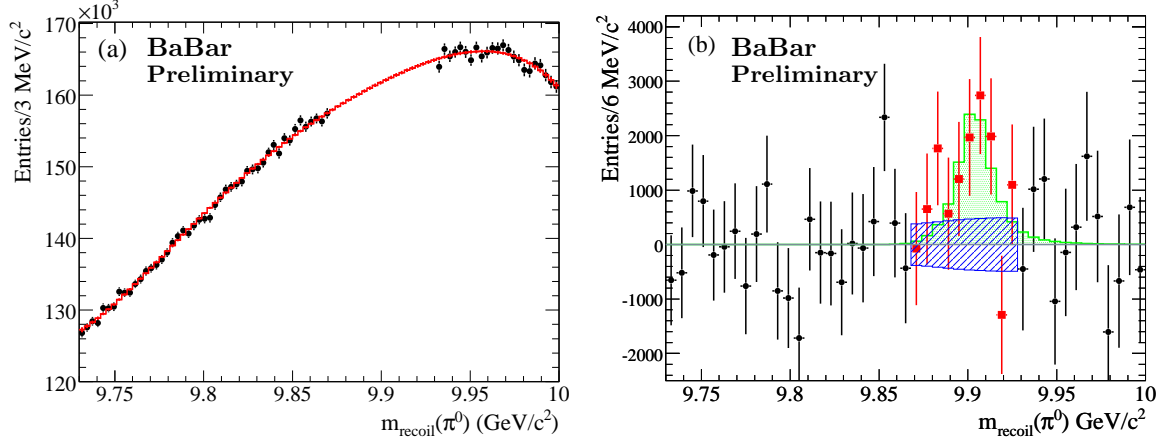 (a) BaBar
Preliminary
×10³
170
160
150
140
130
120
Entries/3 MeV/c²
9.75 9.8 9.85 9.9 9.95 10
m_recoil(π⁰) (GeV/c²)
(b) BaBar
Preliminary
4000
3000
2000
1000
0
-1000
-2000
Entries/6 MeV/c²
9.75 9.8 9.85 9.9 9.95 10
m_recoil(π⁰) GeV/c²